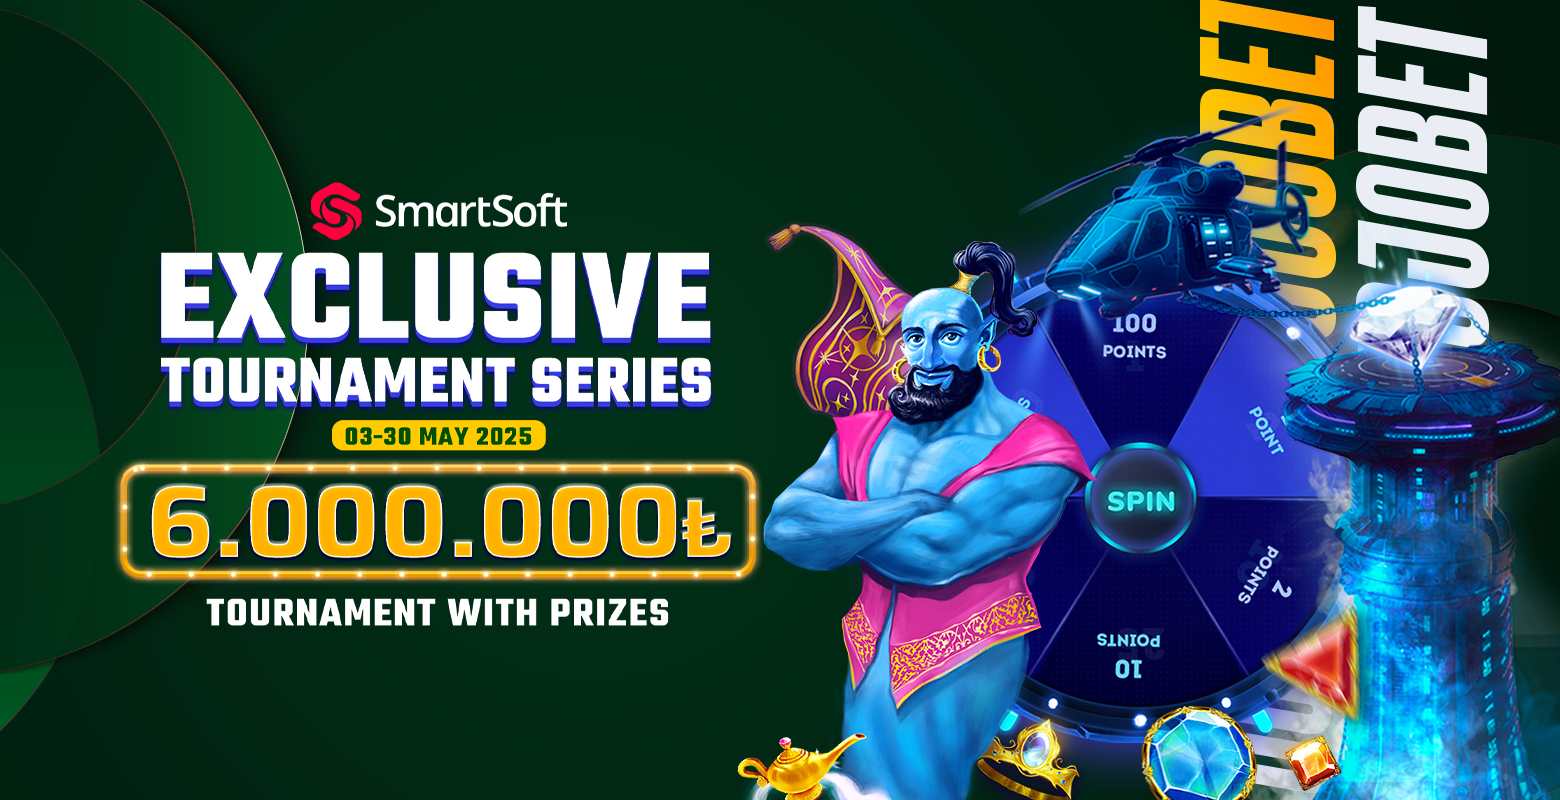 SmartSoft
EXCLUSIVE
TOURNAMENT SERIES
03-30 MAY 2025
6.000.000₺
TOURNAMENT WITH PRIZES
JOJOBET
100
POINTS
POINT
SPIN
2
POINTS
10
POINTS